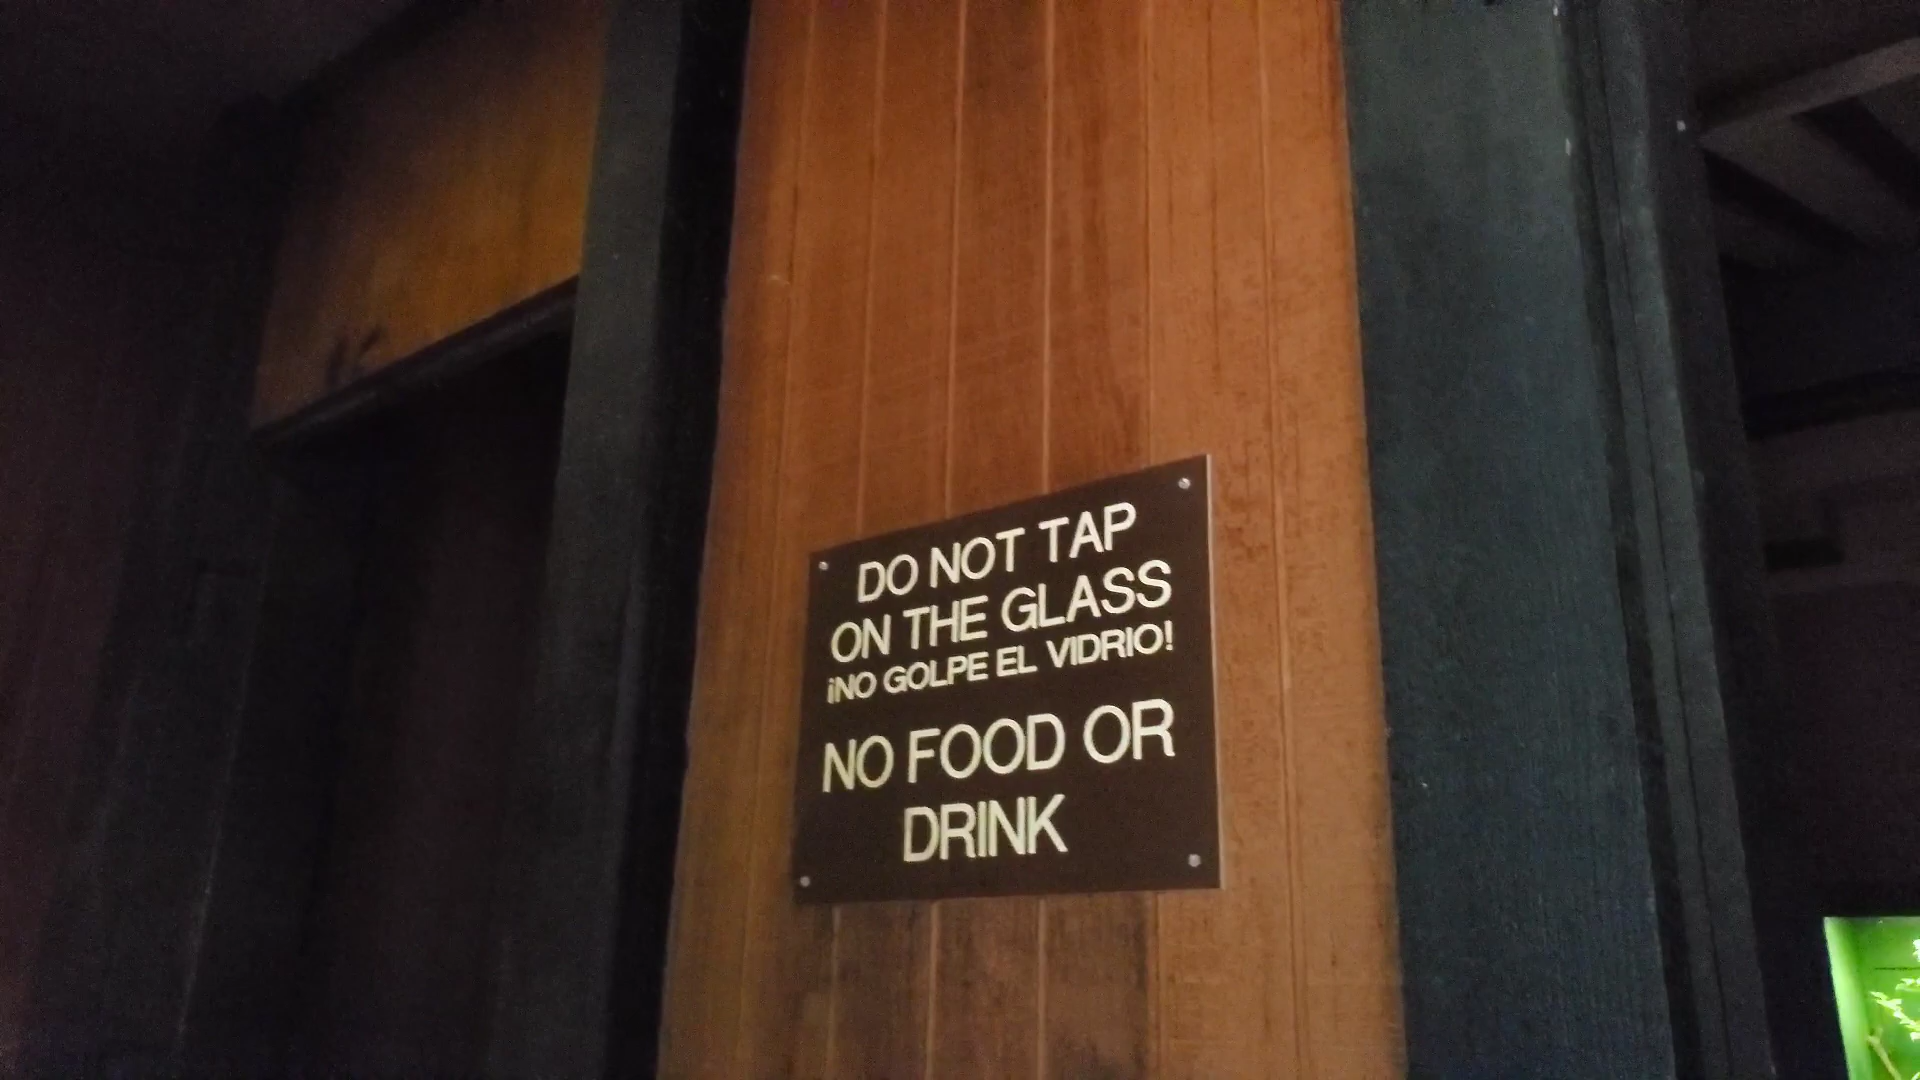 DO NOT TAP
ON THE GLASS
¡NO GOLPE EL VIDRIO!
NO FOOD OR
DRINK